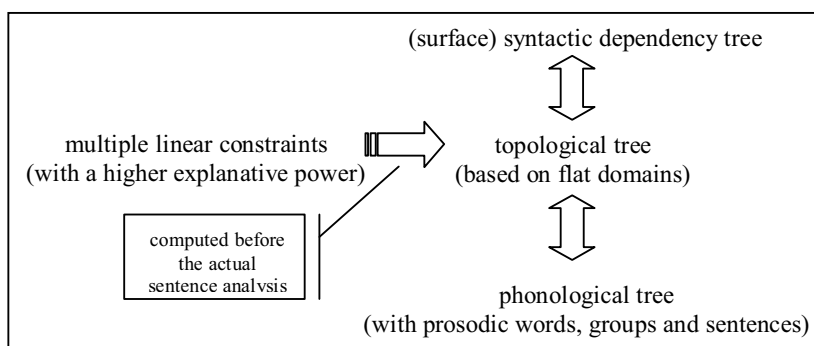 (surface) syntactic dependency tree
multiple linear constraints
(with a higher explanative power)
topological tree
(based on flat domains)
computed before
the actual
sentence analysis
phonological tree
(with prosodic words, groups and sentences)